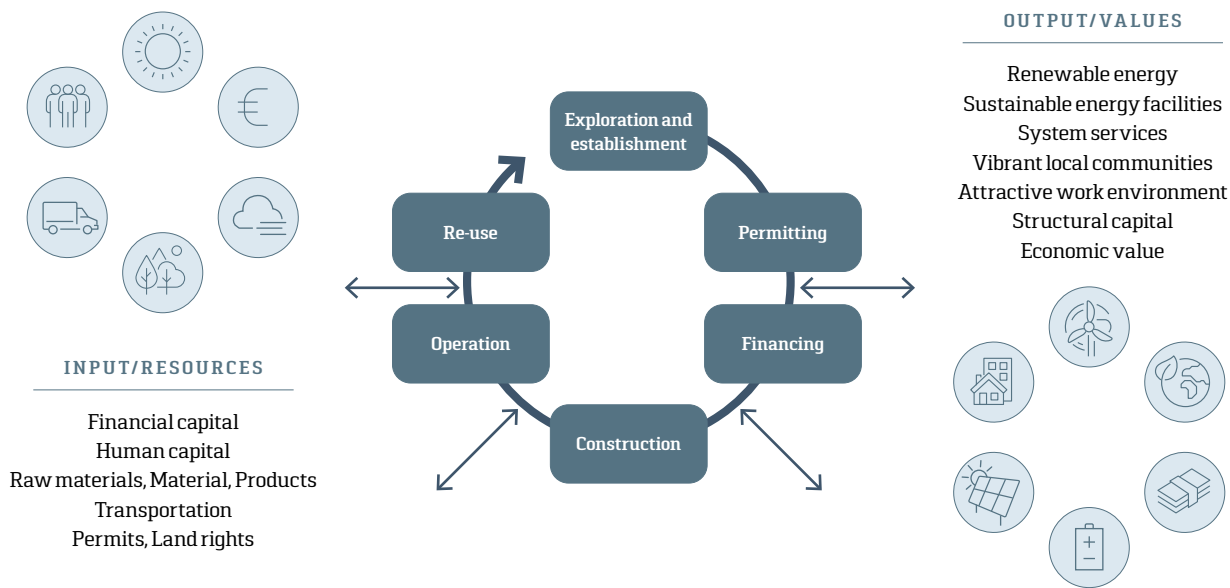 INPUT/RESOURCES
Financial capital
Human capital
Raw materials, Material, Products
Transportation
Permits, Land rights
Exploration and
establishment
Permitting
Financing
Construction
Operation
Re-use
OUTPUT/VALUES
Renewable energy
Sustainable energy facilities
System services
Vibrant local communities
Attractive work environment
Structural capital
Economic value